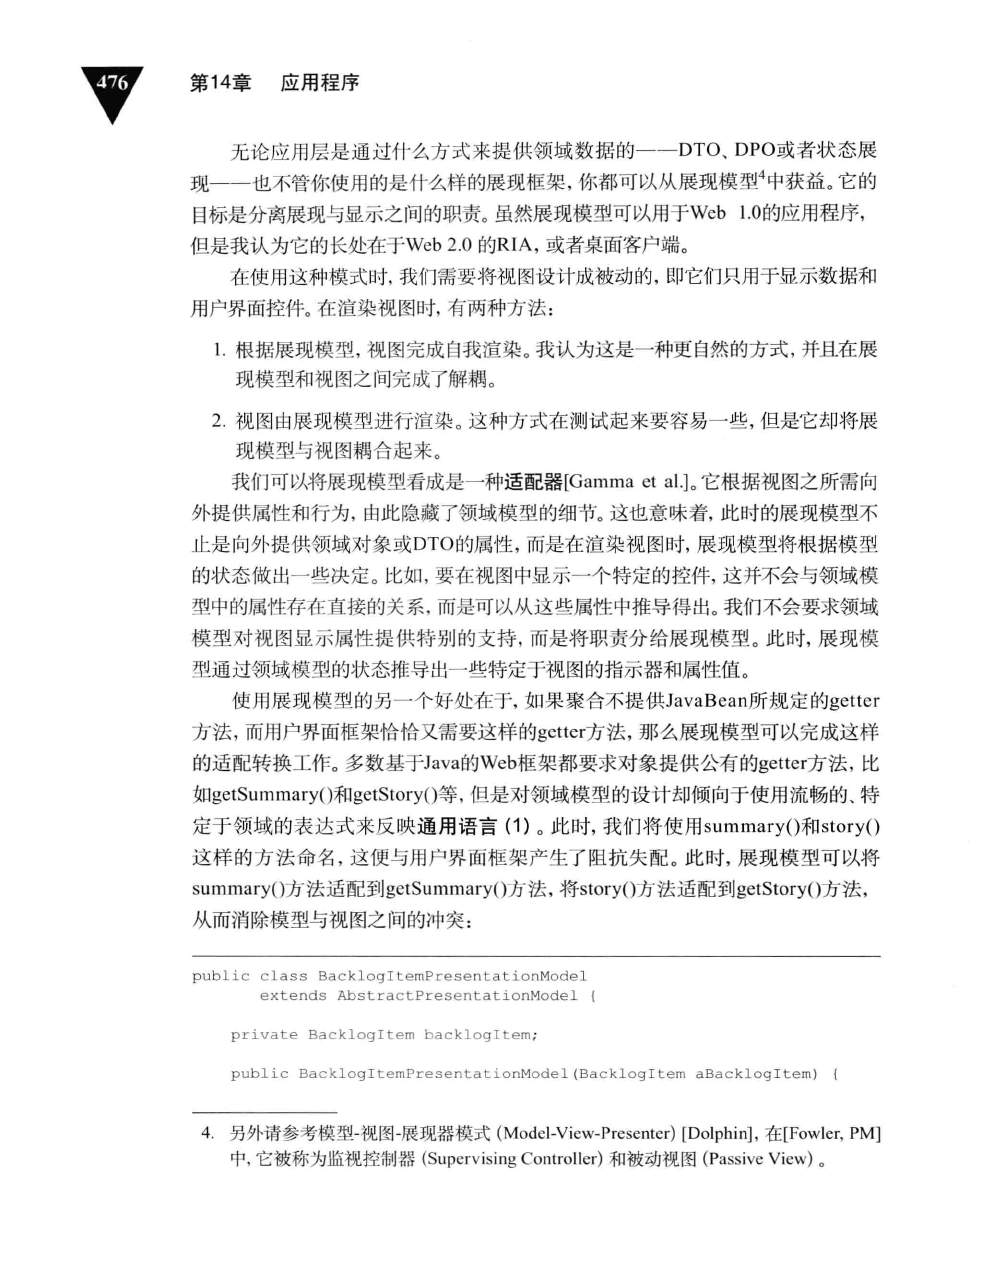 476
第14章 应用程序
无论应用层是通过什么方式来提供领域数据的——DTO、DPO或者状态展
现——也不管你使用的是什么样的展现框架，你都可以从展现模型4中获益。它的
目标是分离展现与显示之间的职责。虽然展现模型可以用于Web 1.0的应用程序，
但是我认为它的长处在于Web 2.0 的RIA，或者桌面客户端。
在使用这种模式时，我们需要将视图设计成被动的，即它们只用于显示数据和
用户界面控件。在渲染视图时，有两种方法：
1. 根据展现模型，视图完成自我渲染。我认为这是一种更自然的方式，并且在展
现模型和视图之间完成了解耦。
2. 视图由展现模型进行渲染。这种方式在测试起来要容易一些，但是它却将展
现模型与视图耦合起来。
我们可以将展现模型看成是一种适配器[Gamma et al.]。它根据视图之所需向
外提供属性和行为，由此隐藏了领域模型的细节。这也意味着，此时的展现模型不
止是向外提供领域对象或DTO的属性，而是在渲染视图时，展现模型将根据模型
的状态做出一些决定。比如，要在视图中显示一个特定的控件，这并不会与领域模
型中的属性存在直接的关系，而是可以从这些属性中推导得出。我们不会要求领域
模型对视图显示属性提供特别的支持，而是将职责分给展现模型。此时，展现模
型通过领域模型的状态推导出一些特定于视图的指示器和属性值。
使用展现模型的另一个好处在于，如果聚合不提供JavaBean所规定的getter
方法，而用户界面框架恰恰又需要这样的getter方法，那么展现模型可以完成这样
的适配转换工作。多数基于Java的Web框架都要求对象提供公有的getter方法，比
如getSummary()和getStory()等，但是对领域模型的设计却倾向于使用流畅的、特
定于领域的表达式来反映通用语言（1）。此时，我们将使用summary()和story()
这样的方法命名，这便与用户界面框架产生了阻抗失配。此时，展现模型可以将
summary()方法适配到getSummary()方法，将story()方法适配到getStory()方法，
从而消除模型与视图之间的冲突：
public class BacklogItemPresentationModel
extends AbstractPresentationModel {
private BacklogItem backlogItem;
public BacklogItemPresentationModel(BacklogItem aBacklogItem) {
4. 另外请参考模型-视图-展现器模式（Model-View-Presenter）[Dolphin]，在[Fowler, PM]
中，它被称为监视控制器（Supervising Controller）和被动视图（Passive View）。